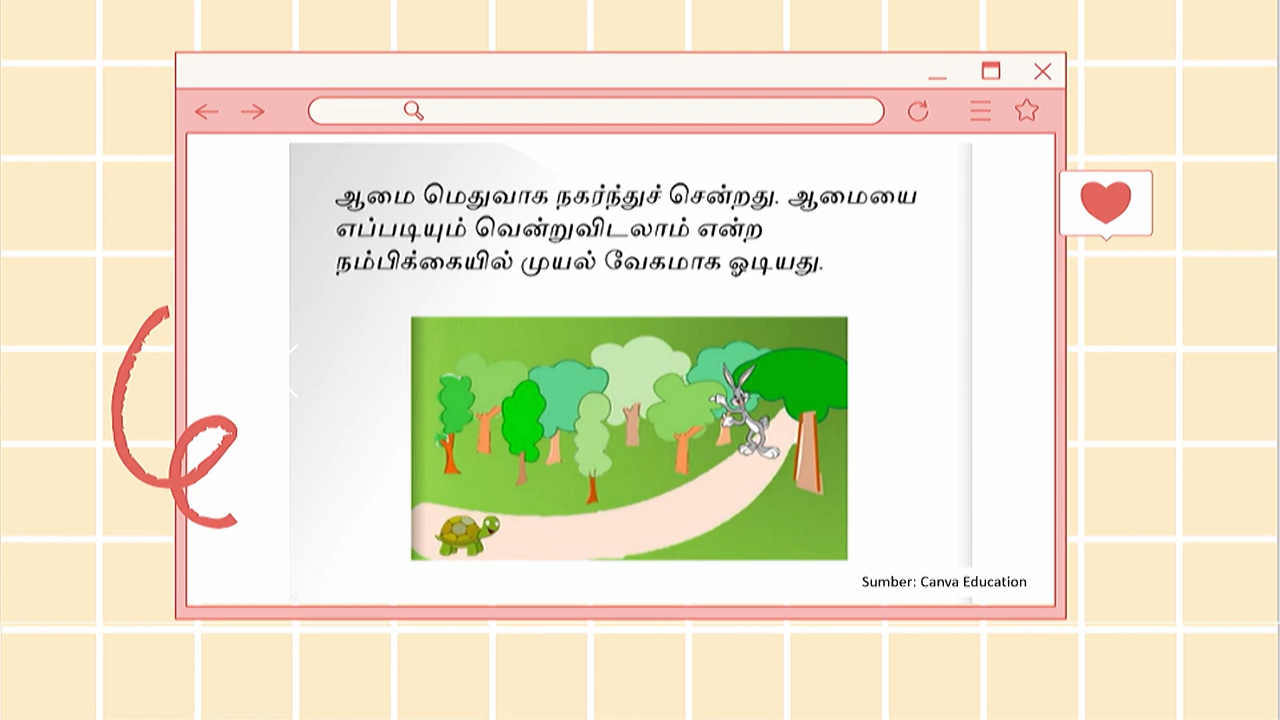 ஆமை மெதுவாக நகர்ந்துச் சென்றது. ஆமையை
எப்படியும் வென்றுவிடலாம் என்ற
நம்பிக்கையில் முயல் வேகமாக ஓடியது.
Sumber: Canva Education